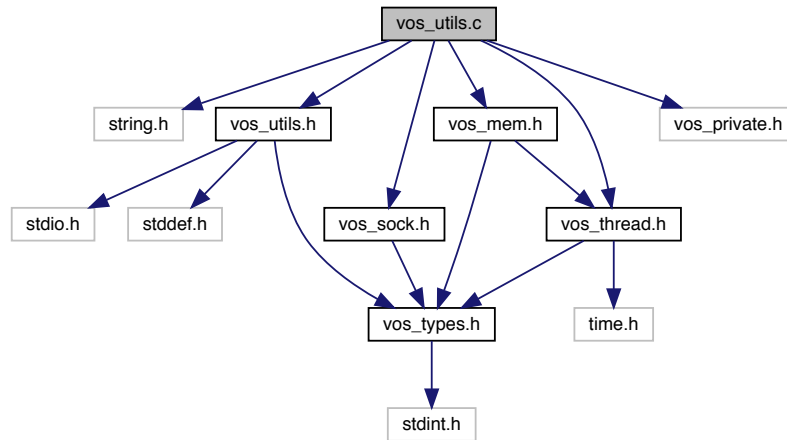 vos_utils.c
string.h
vos_utils.h
vos_mem.h
vos_private.h
stdio.h
stddef.h
vos_sock.h
vos_thread.h
vos_types.h
time.h
stdint.h